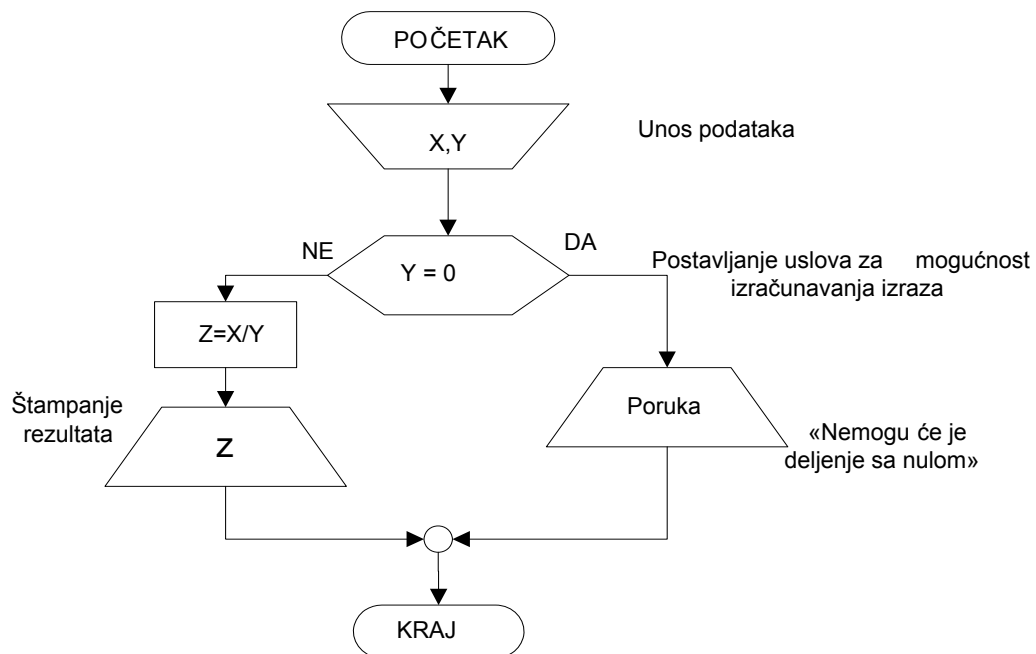 POČETAK
X,Y
Unos podataka
NE
DA
Y = 0
Postavljanje uslova za mogućnost
izračunavanja izraza
Z=X/Y
Štampanje
rezultata
Z
Poruka
«Nemogu će je
deljenje sa nulom»
KRAJ